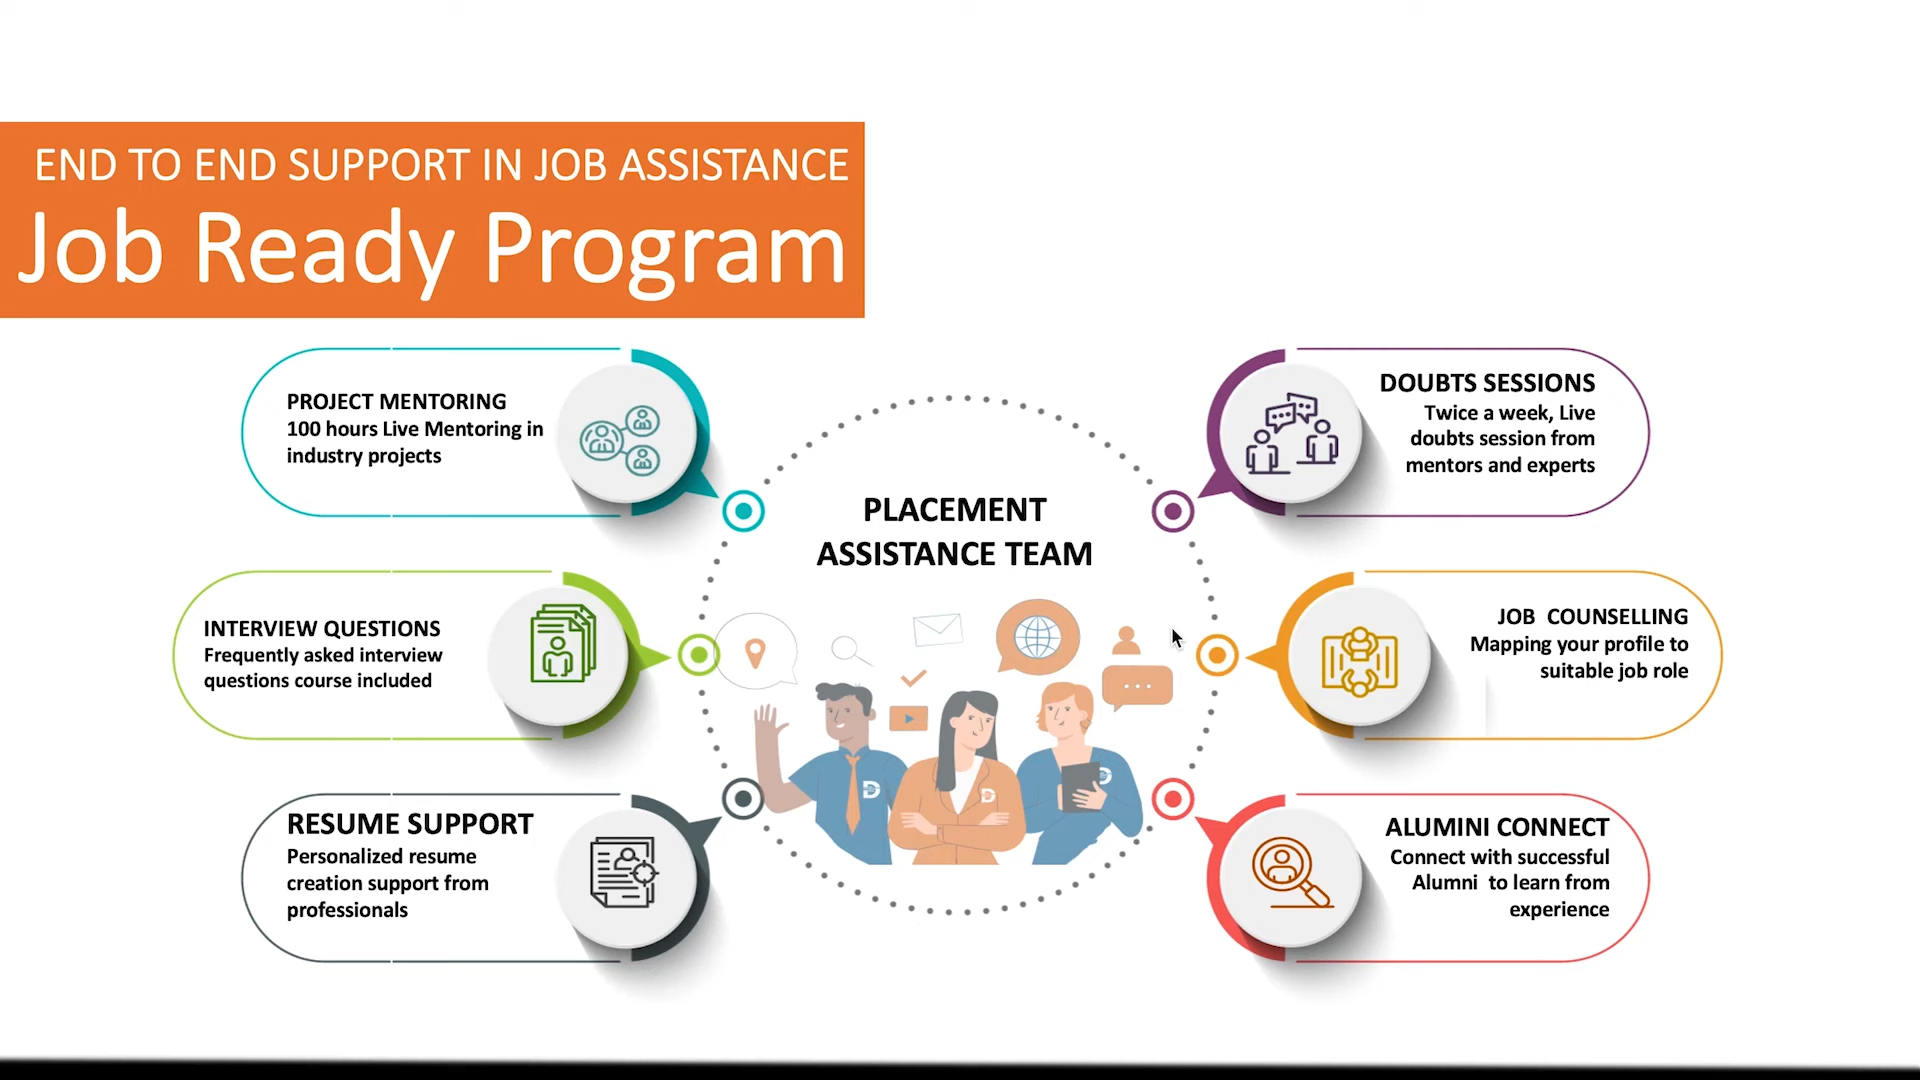 END TO END SUPPORT IN JOB ASSISTANCE
Job Ready Program
PROJECT MENTORING
100 hours Live Mentoring in
industry projects
INTERVIEW QUESTIONS
Frequently asked interview
questions course included
RESUME SUPPORT
Personalized resume
creation support from
professionals
PLACEMENT
ASSISTANCE TEAM
D
D
D
DOUBTS SESSIONS
Twice a week, Live
doubts session from
mentors and experts
JOB  COUNSELLING
Mapping your profile to
suitable job role
ALUMINI CONNECT
Connect with successful
Alumni  to learn from
experience